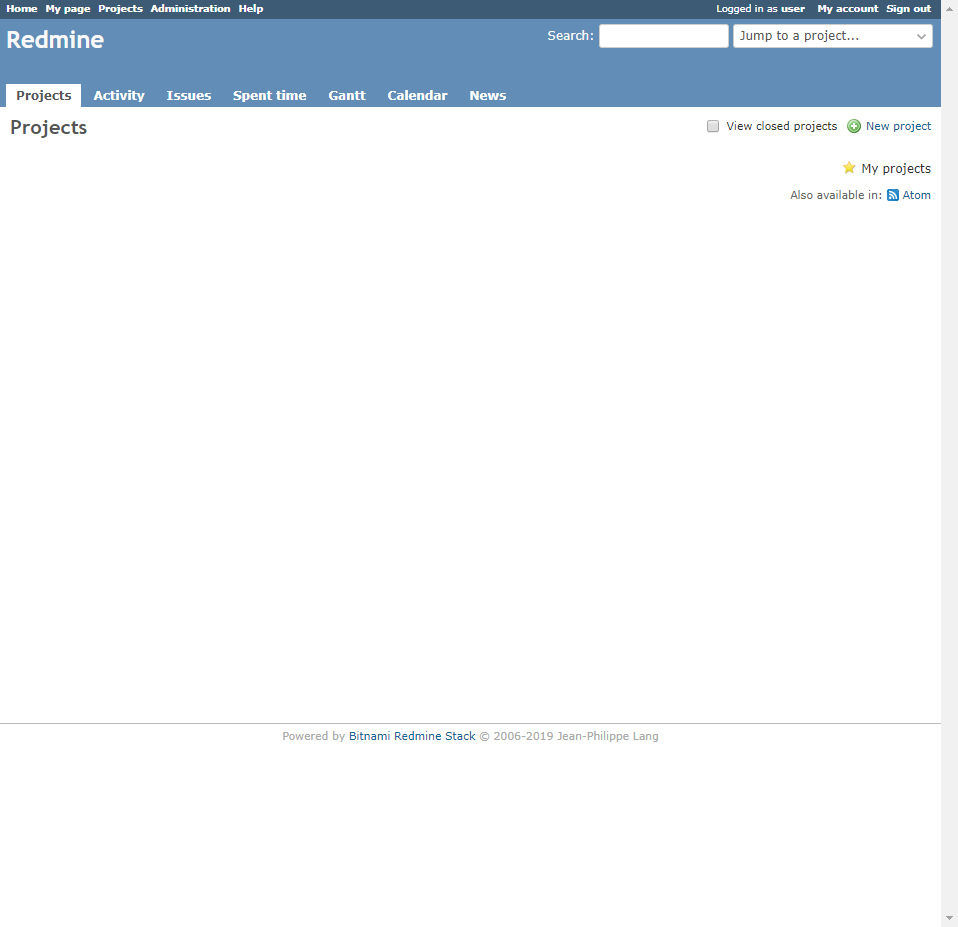 Home My page Projects Administration Help Logged in as user My account Sign out
Redmine Search: Jump to a project...
Projects Activity Issues Spent time Gantt Calendar News
Projects View closed projects New project
My projects
Also available in: Atom
Powered by Bitnami Redmine Stack © 2006-2019 Jean-Philippe Lang